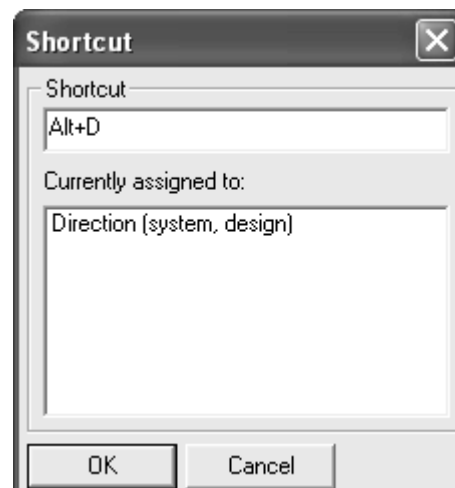 Shortcut
Shortcut
Alt+D
Currently assigned to:
Direction (system, design)
OK
Cancel